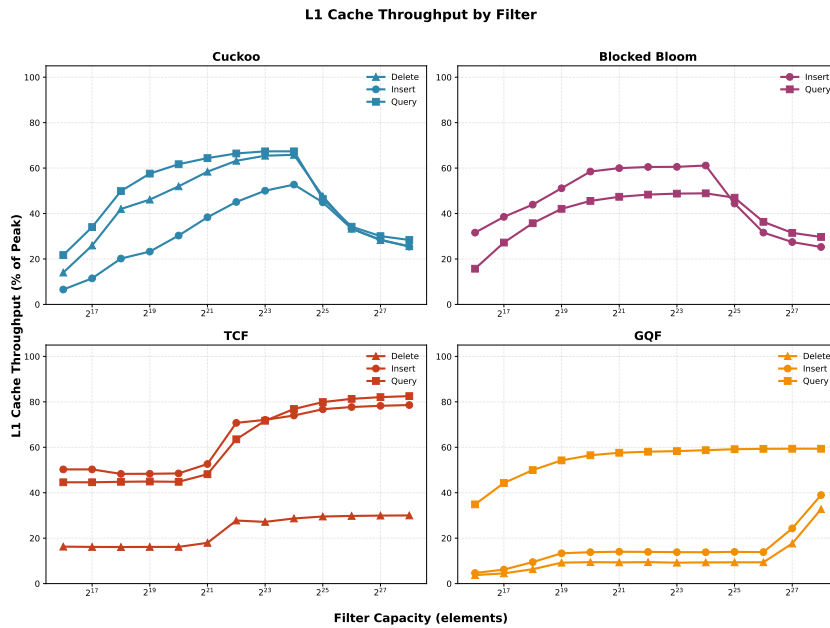 L1 Cache Throughput by Filter
Cuckoo
Blocked Bloom
Delete
Insert
Query
Insert
Query
100
80
60
40
20
0
2^17
2^19
2^21
2^23
2^25
2^27
100
80
60
40
20
0
2^17
2^19
2^21
2^23
2^25
2^27
TCF
GQF
Delete
Insert
Query
Delete
Insert
Query
100
80
60
40
20
0
2^17
2^19
2^21
2^23
2^25
2^27
100
80
60
40
20
0
2^17
2^19
2^21
2^23
2^25
2^27
L1 Cache Throughput (% of Peak)
Filter Capacity (elements)